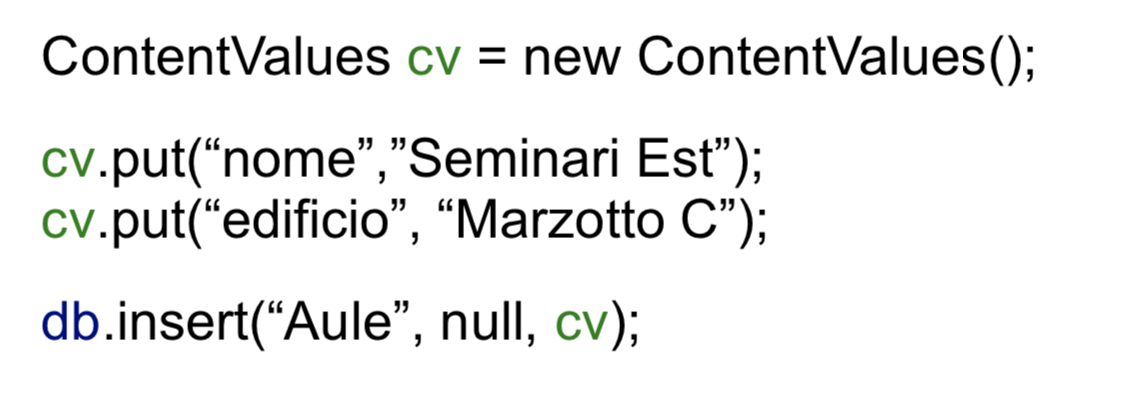 ContentValues cv = new ContentValues();
cv.put(“nome”,”Seminari Est”);
cv.put(“edificio”, “Marzotto C”);
db.insert(“Aule”, null, cv);